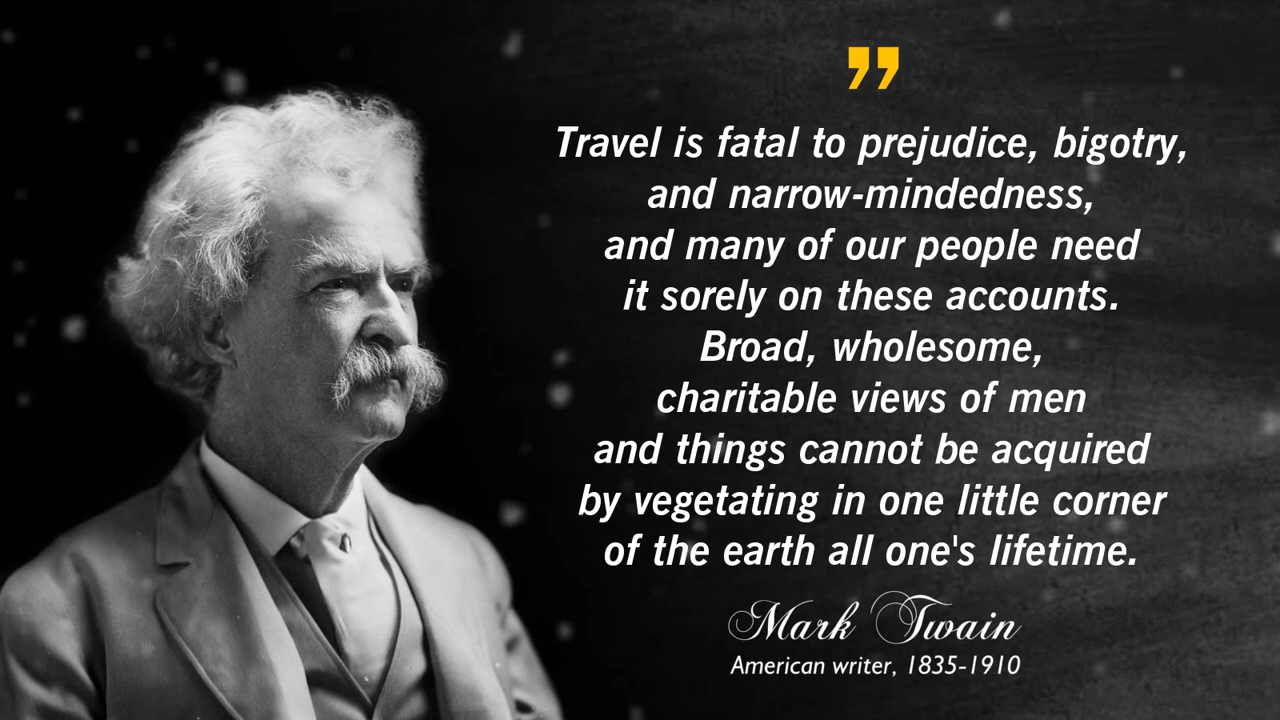 ”
Travel is fatal to prejudice, bigotry,
and narrow-mindedness,
and many of our people need
it sorely on these accounts.
Broad, wholesome,
charitable views of men
and things cannot be acquired
by vegetating in one little corner
of the earth all one's lifetime.
Mark Twain
American writer, 1835-1910